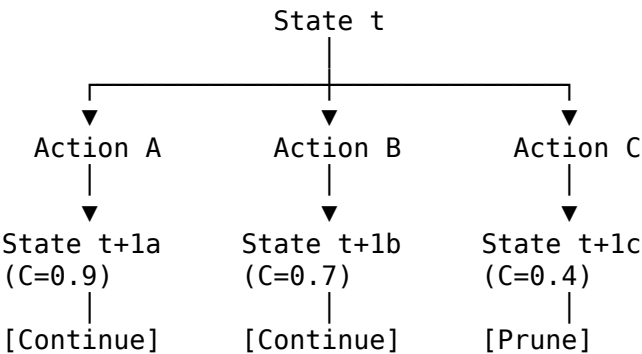 State t
Action A Action B Action C
State t+1a State t+1b State t+1c
(C=0.9) (C=0.7) (C=0.4)
[Continue] [Continue] [Prune]